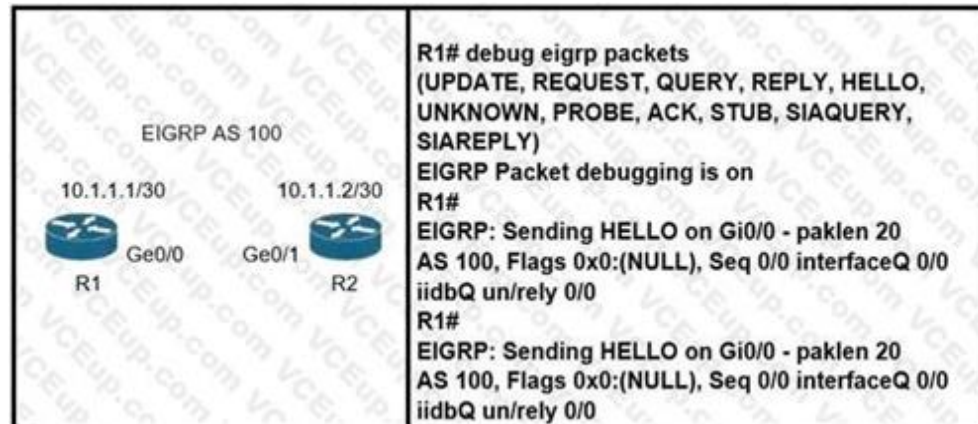 EIGRP AS 100
10.1.1.1/30
10.1.1.2/30
Ge0/0
Ge0/1
R1
R2
R1# debug eigrp packets
(UPDATE, REQUEST, QUERY, REPLY, HELLO,
UNKNOWN, PROBE, ACK, STUB, SIAQUERY,
SIAREPLY)
EIGRP Packet debugging is on
R1#
EIGRP: Sending HELLO on Gi0/0 - paklen 20
AS 100, Flags 0x0:(NULL), Seq 0/0 interfaceQ 0/0
iidbQ un/rely 0/0
R1#
EIGRP: Sending HELLO on Gi0/0 - paklen 20
AS 100, Flags 0x0:(NULL), Seq 0/0 interfaceQ 0/0
iidbQ un/rely 0/0
VCEup.com